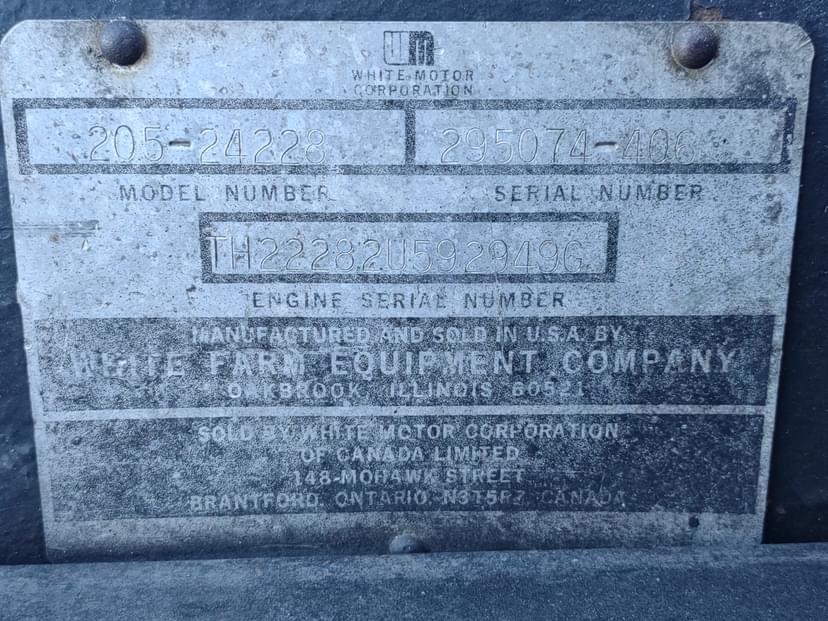 WM
WHITE MOTOR
CORPORATION
205-24228 295074-406
MODEL NUMBER SERIAL NUMBER
TH22282U592949G
ENGINE SERIAL NUMBER
MANUFACTURED AND SOLD IN U.S.A. BY
WHITE FARM EQUIPMENT COMPANY
OAKBROOK, ILLINOIS 60521
SOLD BY WHITE MOTOR CORPORATION
OF CANADA LIMITED
148-MOHAWK STREET
BRANTFORD, ONTARIO, N3T5R7 CANADA